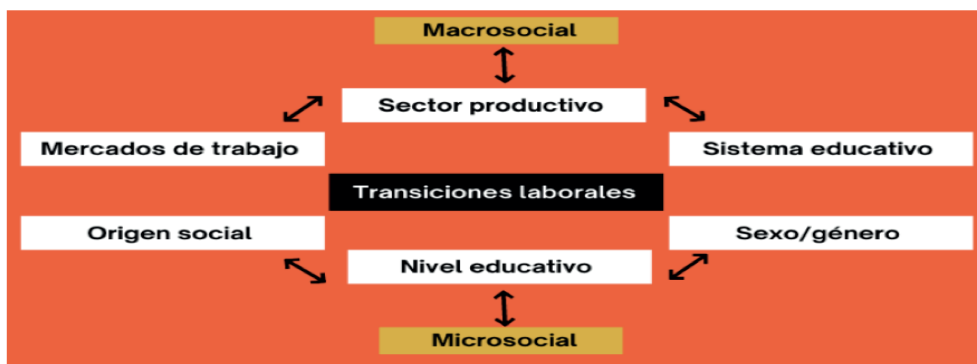 Macrosocial
Sector productivo
Mercados de trabajo
Sistema educativo
Transiciones laborales
Origen social
Sexo/género
Nivel educativo
Microsocial